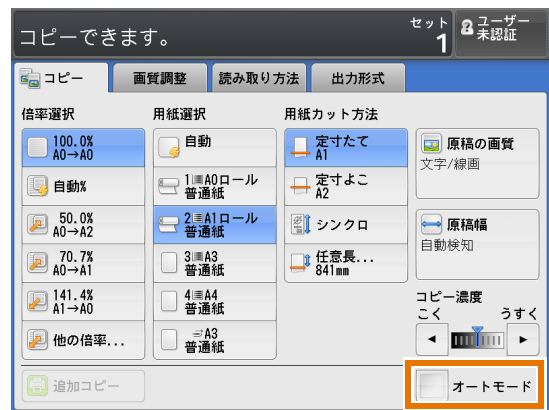 コピーできます。
セット
1
ユーザー
未認証
コピー
画質調整
読み取り方法
出力形式
倍率選択
100.0%
A0→A0
自動%
50.0%
A0→A2
70.7%
A0→A1
141.4%
A1→A0
他の倍率...
用紙選択
自動
1 A0ロール
普通紙
2 A1ロール
普通紙
3 A3
普通紙
4 A4
普通紙
A3
普通紙
用紙カット方法
定寸たて
A1
定寸よこ
A2
シンクロ
任意長...
841mm
原稿の画質
文字/線画
原稿幅
自動検知
コピー濃度
こく うすく
追加コピー
オートモード